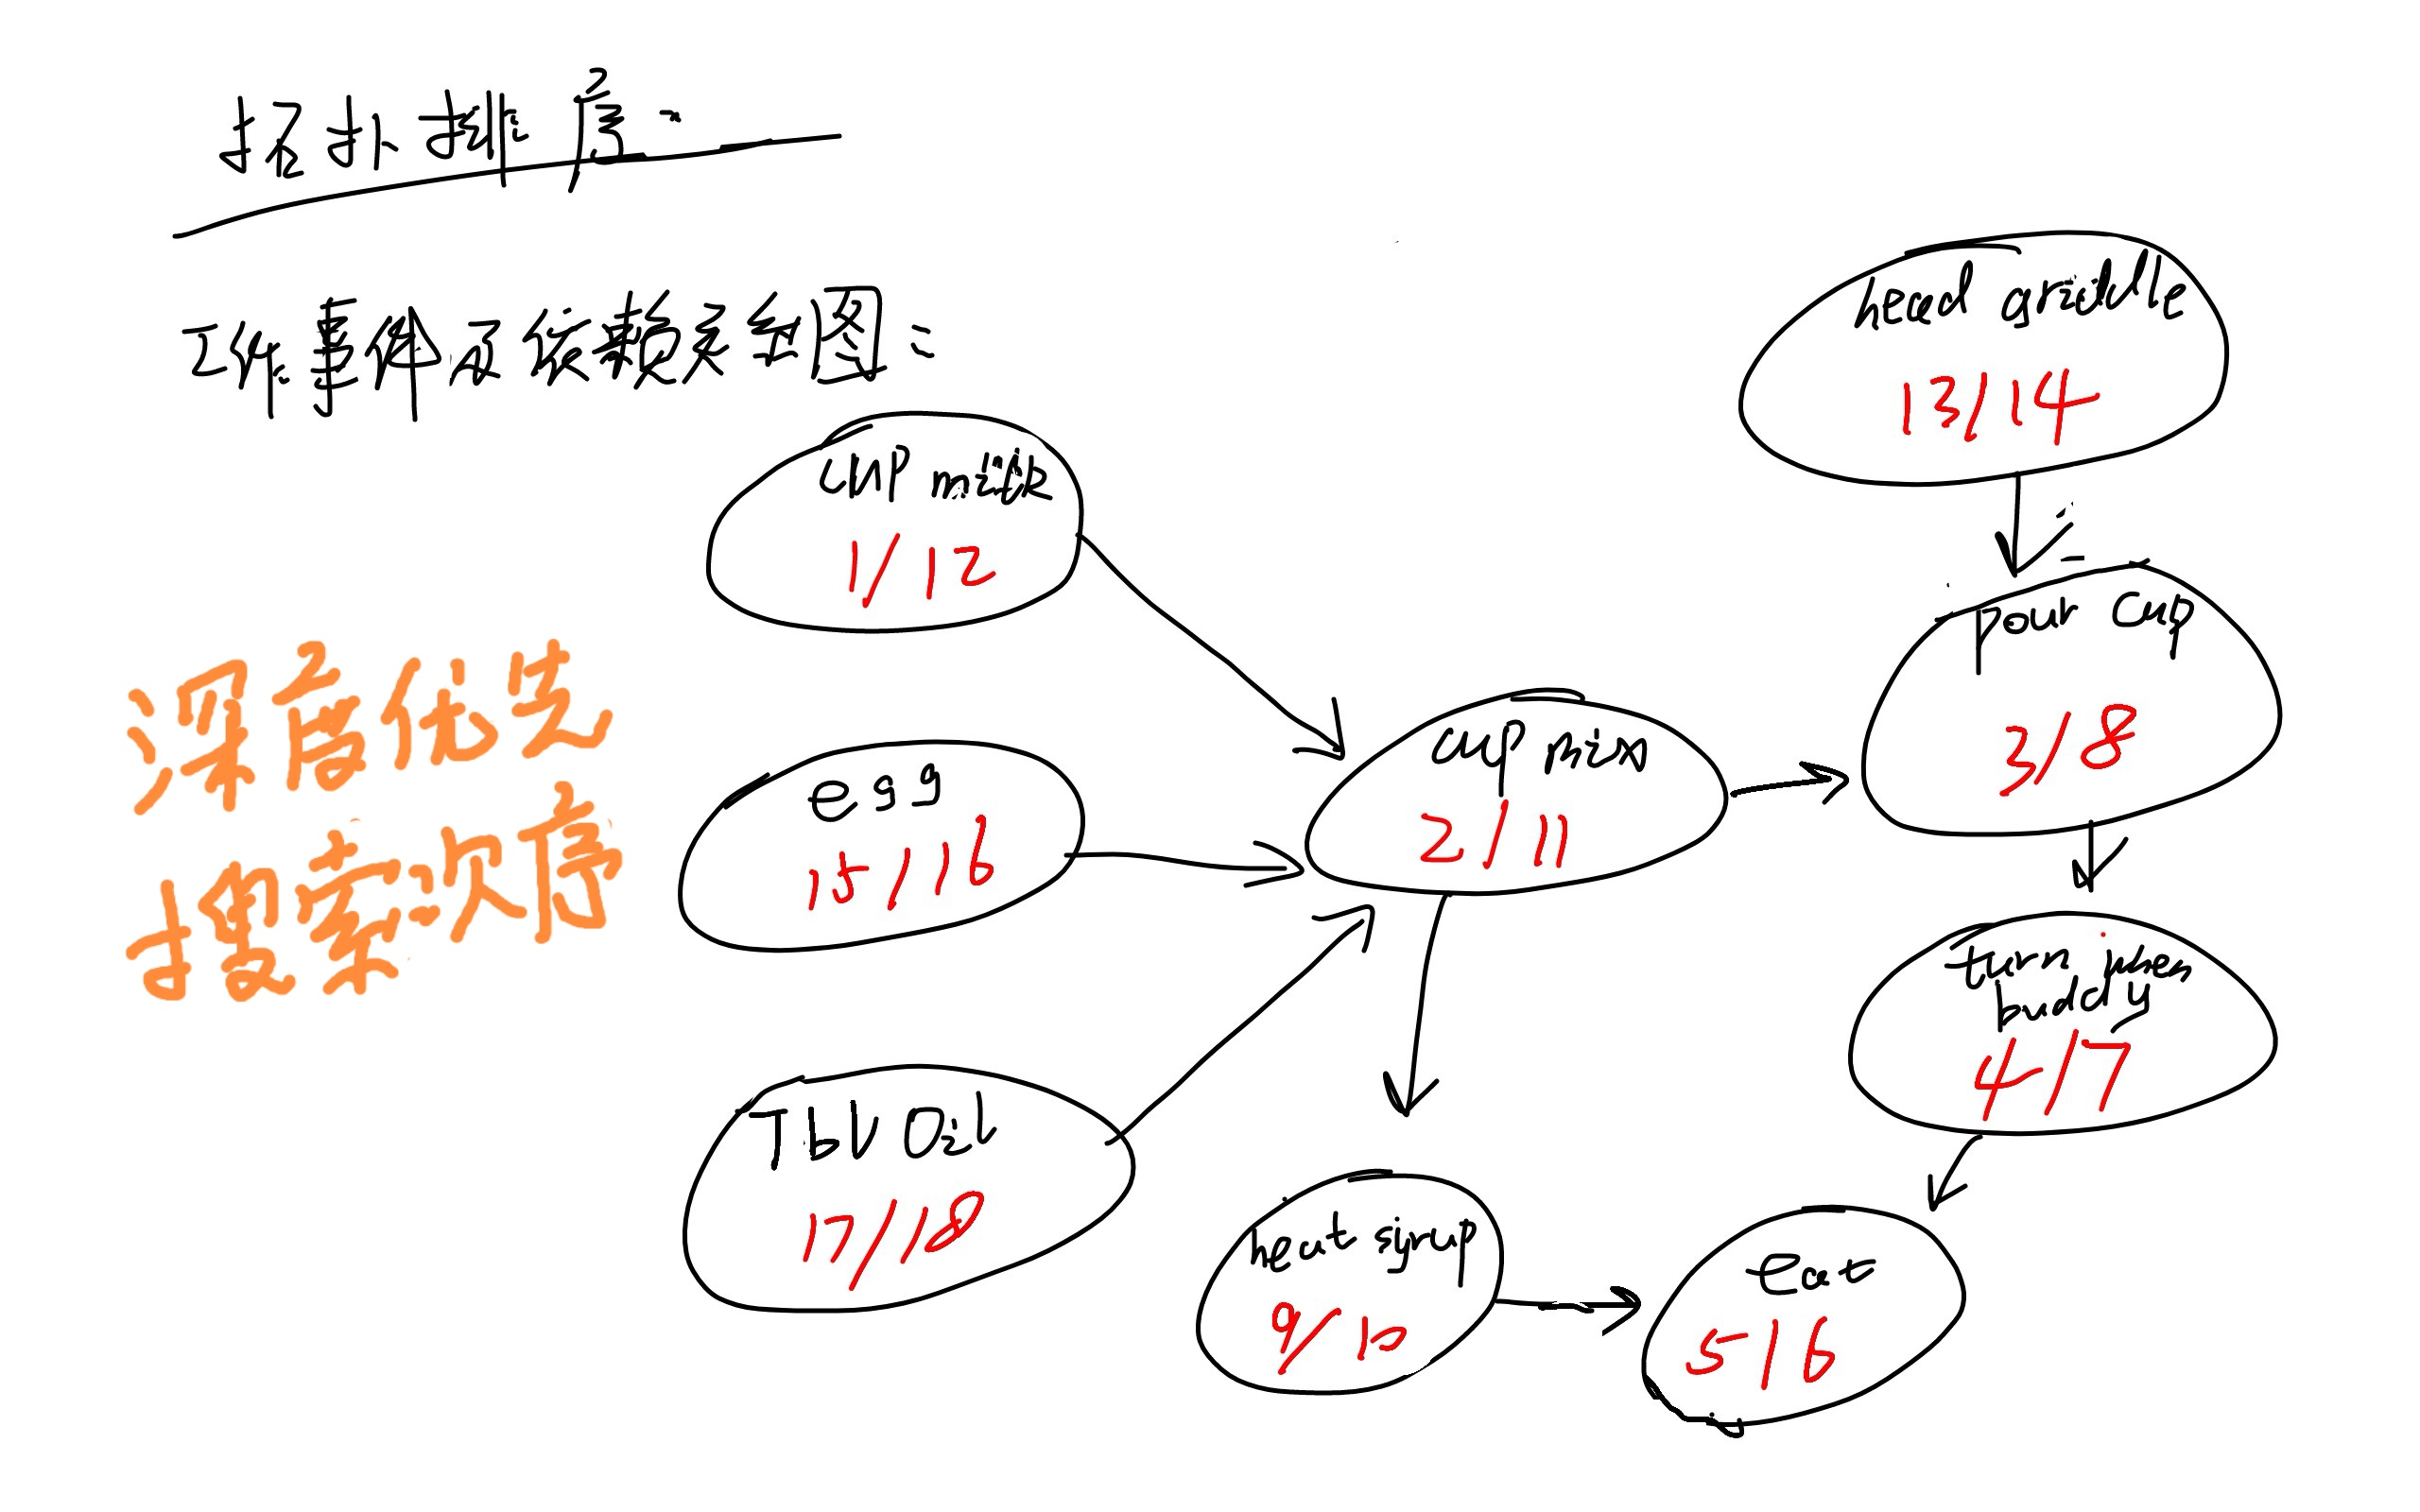 拓扑排序:
工作事件及依赖关系图:
head griddle
13/14
cup milk
1/12
pour cup
3/8
深度优先
搜索次序
egg
15/16
cup mix
2/11
turn when
buddly
4/7
Tbl Oil
17/18
heat syrup
9/10
eat
5/6